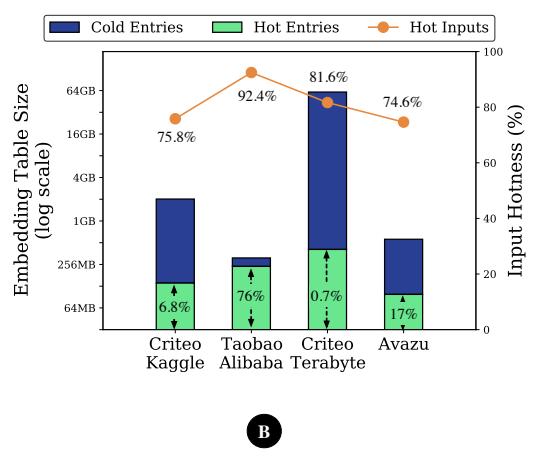 Cold Entries Hot Entries Hot Inputs
Embedding Table Size
(log scale)
64GB
16GB
4GB
1GB
256MB
64MB
100
80
60
40
20
0
Input Hotness (%)
75.8%
92.4%
81.6%
74.6%
6.8%
76%
0.7%
17%
Criteo Taobao Criteo Avazu
Kaggle Alibaba Terabyte
B